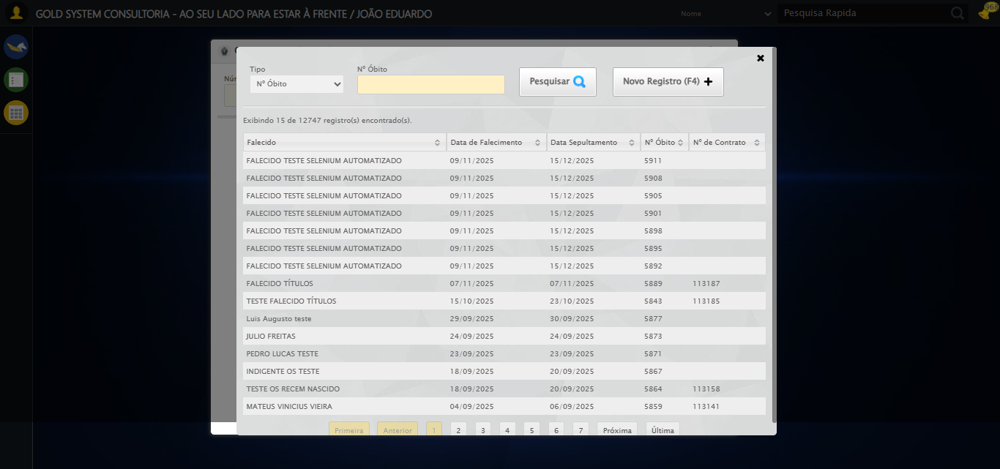 GOLD SYSTEM CONSULTORIA - AO SEU LADO PARA ESTAR À FRENTE / JOÃO EDUARDO
Nome
Pesquisa Rapida
968
Tipo
Nº Óbito
Nº Óbito
Pesquisar
Novo Registro (F4)
Exibindo 15 de 12747 registro(s) encontrado(s).
Falecido Data de Falecimento Data Sepultamento Nº Óbito Nº de Contrato
FALECIDO TESTE SELENIUM AUTOMATIZADO 09/11/2025 15/12/2025 5911
FALECIDO TESTE SELENIUM AUTOMATIZADO 09/11/2025 15/12/2025 5908
FALECIDO TESTE SELENIUM AUTOMATIZADO 09/11/2025 15/12/2025 5905
FALECIDO TESTE SELENIUM AUTOMATIZADO 09/11/2025 15/12/2025 5901
FALECIDO TESTE SELENIUM AUTOMATIZADO 09/11/2025 15/12/2025 5898
FALECIDO TESTE SELENIUM AUTOMATIZADO 09/11/2025 15/12/2025 5895
FALECIDO TESTE SELENIUM AUTOMATIZADO 09/11/2025 15/12/2025 5892
FALECIDO TÍTULOS 07/11/2025 07/11/2025 5889 113187
TESTE FALECIDO TÍTULOS 15/10/2025 23/10/2025 5843 113185
Luis Augusto teste 29/09/2025 30/09/2025 5877
JULIO FREITAS 24/09/2025 24/09/2025 5873
PEDRO LUCAS TESTE 23/09/2025 23/09/2025 5871
INDIGENTE OS TESTE 18/09/2025 20/09/2025 5867
TESTE OS RECEM NASCIDO 18/09/2025 20/09/2025 5864 113158
MATEUS VINICIUS VIEIRA 04/09/2025 06/09/2025 5859 113141
Primeira Anterior 1 2 3 4 5 6 7 Próxima Última